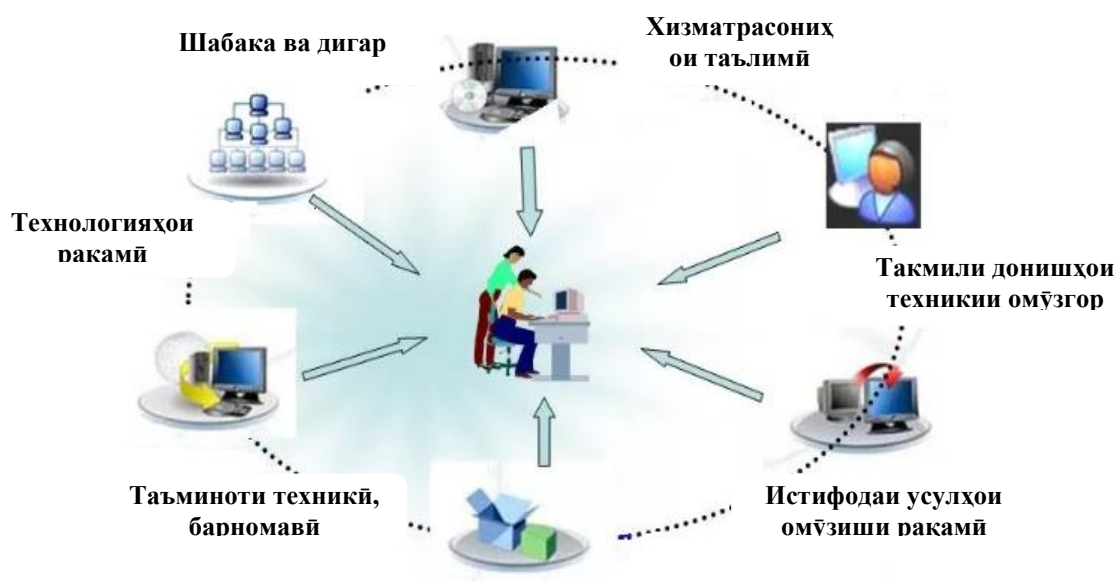 Шабака ва дигар
Хизматрасониҳ
ои таълимӣ
Технологияҳои
рақамӣ
Такмили донишҳои
техникии омӯзгор
Таъминоти техникӣ,
барномавӣ
Истифодаи усулҳои
омӯзиши рақамӣ